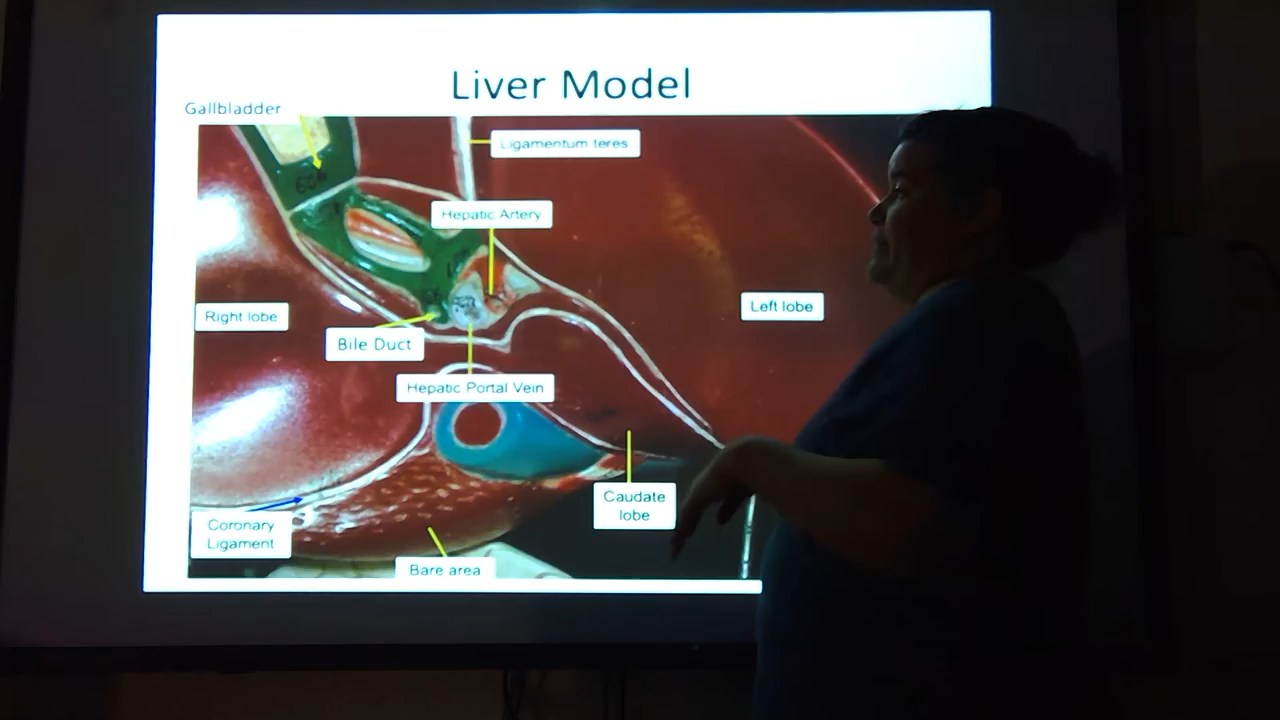 Liver Model
Gallbladder
Ligamentum teres
Hepatic Artery
Left lobe
Right lobe
Bile Duct
Hepatic Portal Vein
Caudate
lobe
Coronary
Ligament
Bare area